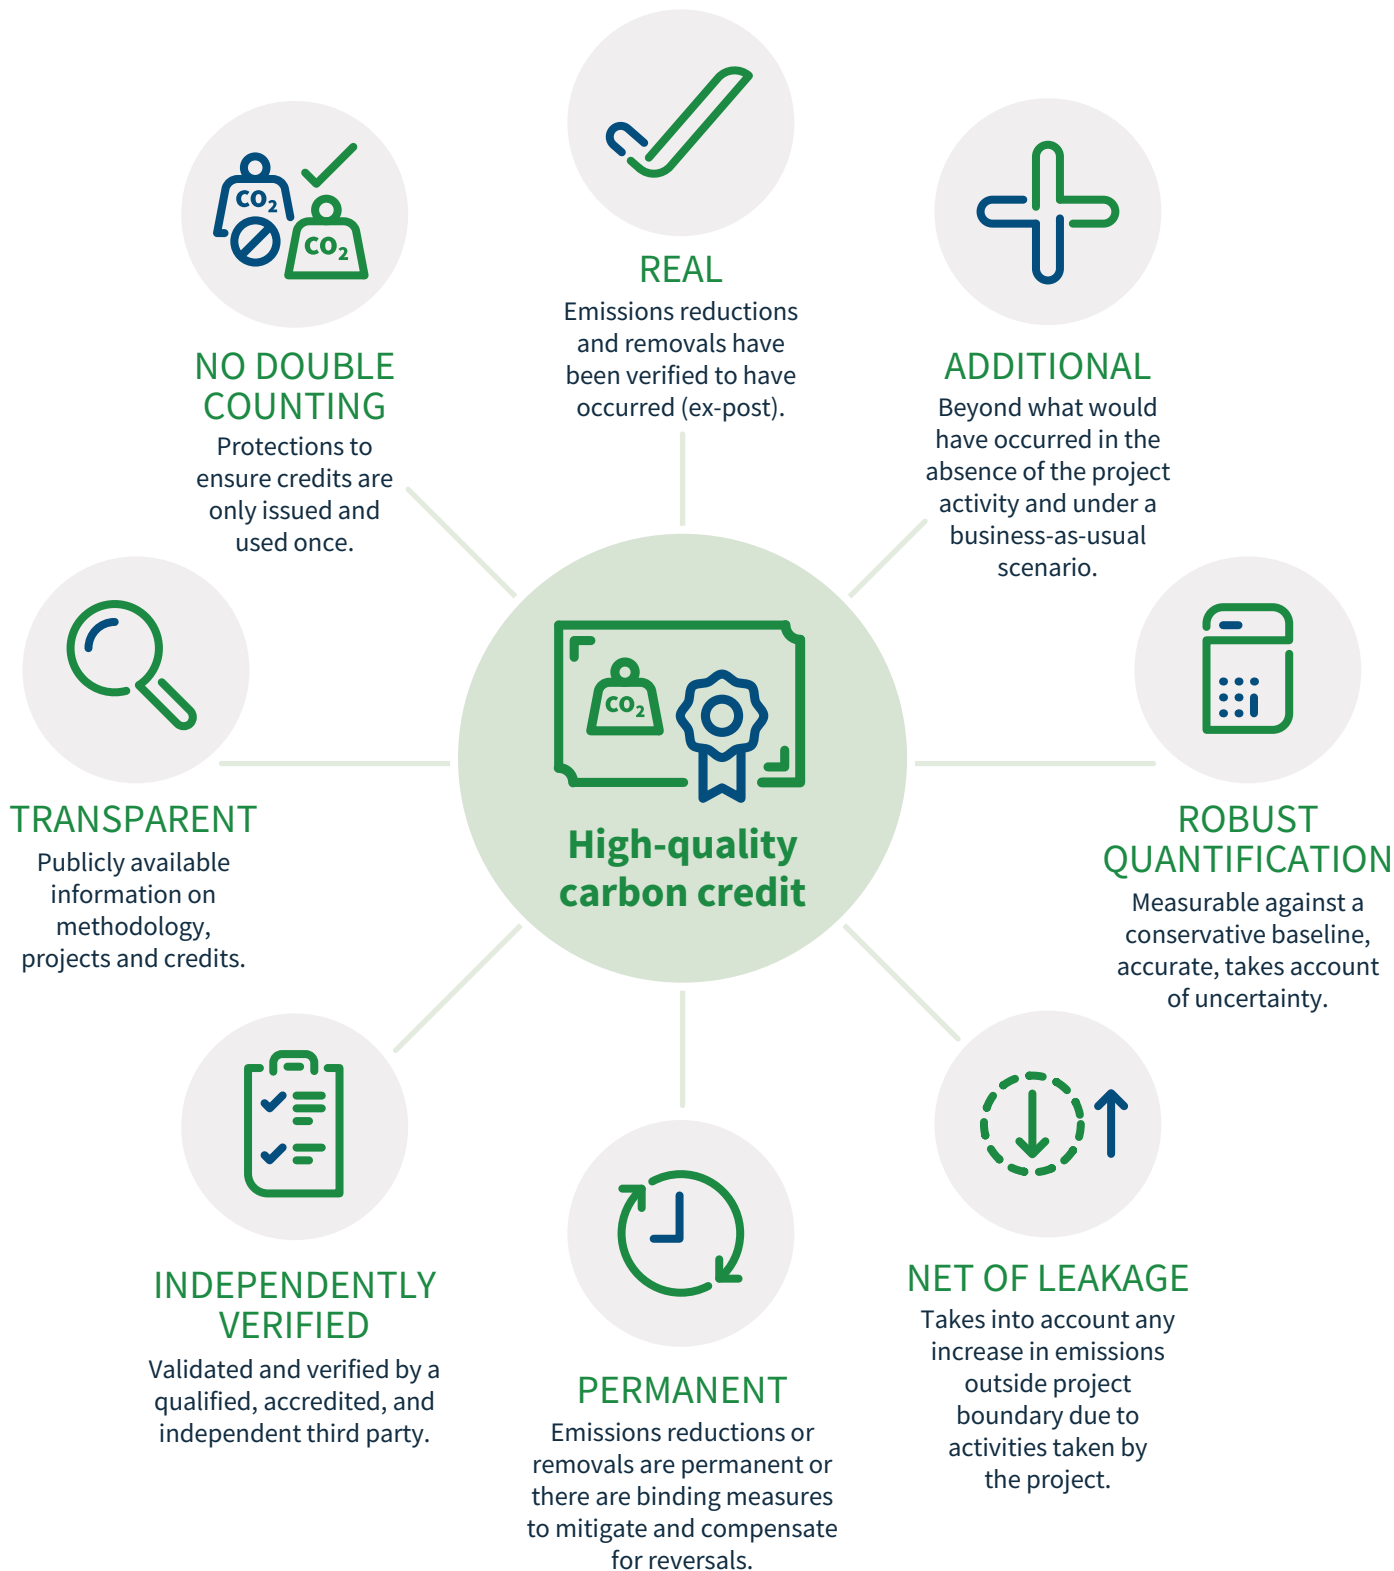 REAL
Emissions reductions
and removals have
been verified to have
occurred (ex-post).
ADDITIONAL
Beyond what would
have occurred in the
absence of the project
activity and under a
business-as-usual
scenario.
ROBUST
QUANTIFICATION
Measurable against a
conservative baseline,
accurate, takes account
of uncertainty.
NET OF LEAKAGE
Takes into account any
increase in emissions
outside project
boundary due to
activities taken by
the project.
PERMANENT
Emissions reductions or
removals are permanent or
there are binding measures
to mitigate and compensate
for reversals.
INDEPENDENTLY
VERIFIED
Validated and verified by a
qualified, accredited, and
independent third party.
TRANSPARENT
Publicly available
information on
methodology,
projects and credits.
CO₂
CO₂
NO DOUBLE
COUNTING
Protections to
ensure credits are
only issued and
used once.
CO₂
High-quality
carbon credit